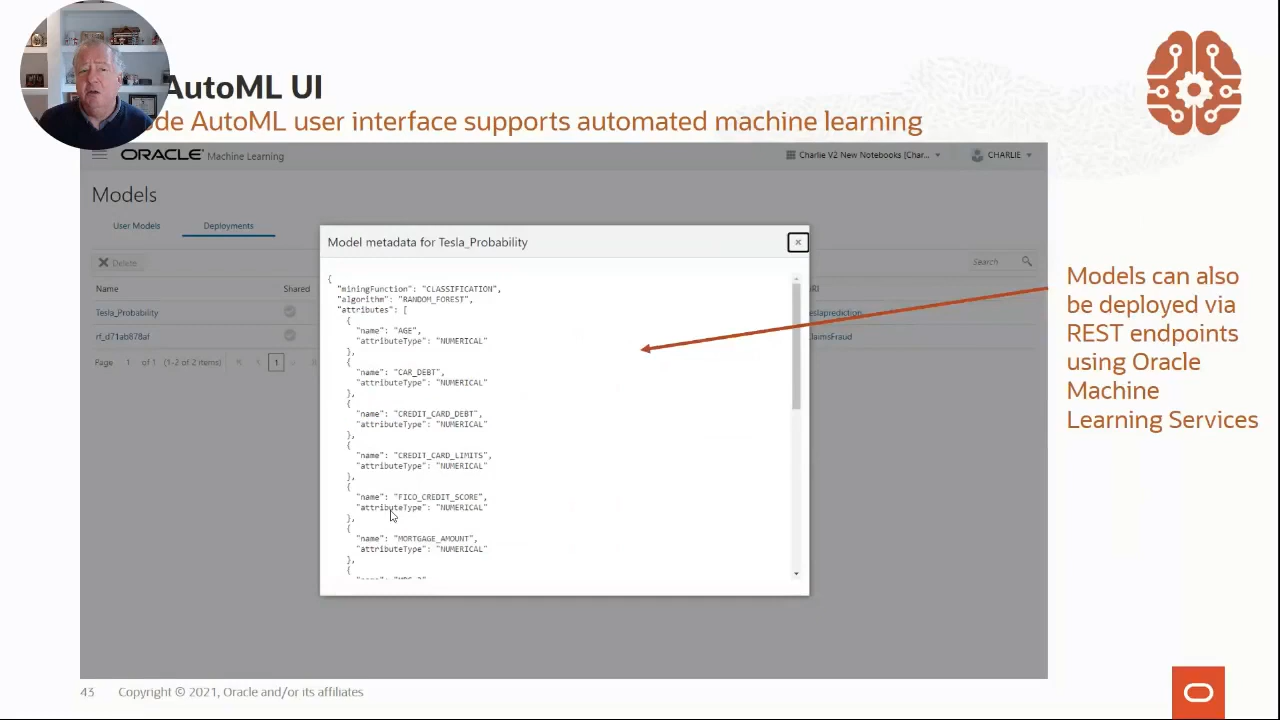 AutoML UI
ode AutoML user interface supports automated machine learning
ORACLE Machine Learning
Charlie V2 New Notebooks [Char...
CHARLIE
Models
User Models
Deployments
Delete
Search
Name
Shared
RI
Tesla_Probability
teslaprediction
rf_d71ab878af
laimsFraud
Page 1 of 1 (1-2 of 2 items) 1
Model metadata for Tesla_Probability
{
"miningFunction": "CLASSIFICATION",
"algorithm": "RANDOM_FOREST",
"attributes": [
{
"name": "AGE",
"attributeType": "NUMERICAL"
},
{
"name": "CAR_DEBT",
"attributeType": "NUMERICAL"
},
{
"name": "CREDIT_CARD_DEBT",
"attributeType": "NUMERICAL"
},
{
"name": "CREDIT_CARD_LIMITS",
"attributeType": "NUMERICAL"
},
{
"name": "FICO_CREDIT_SCORE",
"attributeType": "NUMERICAL"
},
{
"name": "MORTGAGE_AMOUNT",
"attributeType": "NUMERICAL"
},
{
Models can also
be deployed via
REST endpoints
using Oracle
Machine
Learning Services
43 Copyright © 2021, Oracle and/or its affiliates